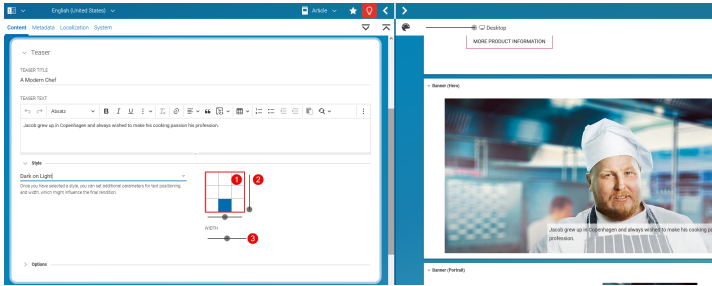 English (United States)
Article
Content Metadata Localization System
Desktop
MORE PRODUCT INFORMATION
Teaser
TEASER TITLE
A Modern Chef
TEASER TEXT
Absatz
B I U
Jacob grew up in Copenhagen and always wished to make his cooking passion his profession.
Style
Dark on Light
Once you have selected a style, you can set additional parameters for text positioning
and width, which might influence the final rendition.
1
2
WIDTH
3
Options
Banner (Hero)
Jacob grew up in Copenhagen and always wished to make his cooking pa
profession.
Banner (Portrait)